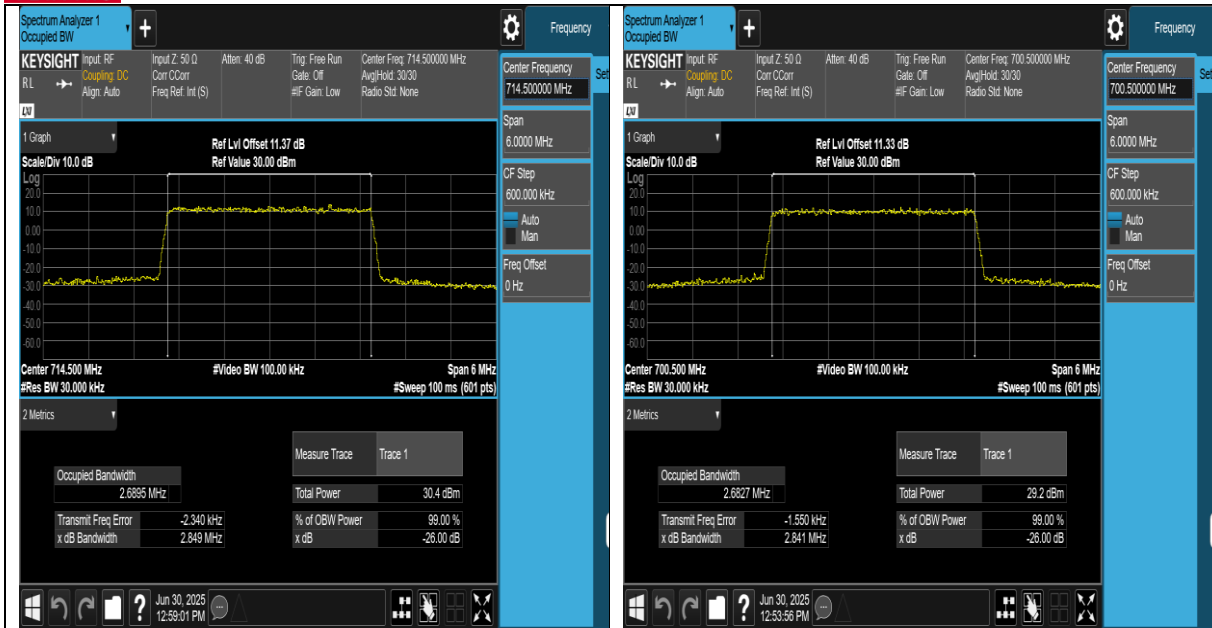 Spectrum Analyzer 1
Occupied BW
+
Frequency
KEYSIGHT
RL
LXI
Input: RF
Coupling: DC
Align: Auto
Input Z: 50 Ω
Corr CCorr
Freq Ref: Int (S)
Atten: 40 dB
Trig: Free Run
Gate: Off
#IF Gain: Low
Center Freq: 714.500000 MHz
Avg|Hold: 30/30
Radio Std: None
Center Frequency
714.500000 MHz
Set
Span
6.0000 MHz
CF Step
600.000 kHz
Auto
Man
Freq Offset
0 Hz
1 Graph
Scale/Div 10.0 dB
Ref Lvl Offset 11.37 dB
Ref Value 30.00 dBm
Log
20.0
10.0
0.00
-10.0
-20.0
-30.0
-40.0
-50.0
-60.0
Center 714.500 MHz
#Video BW 100.00 kHz
Span 6 MHz
#Res BW 30.000 kHz
#Sweep 100 ms (601 pts)
2 Metrics
Measure Trace
Trace 1
Occupied Bandwidth
2.6895 MHz
Total Power
30.4 dBm
Transmit Freq Error
-2.340 kHz
% of OBW Power
99.00 %
x dB Bandwidth
2.849 MHz
x dB
-26.00 dB
?
Jun 30, 2025
12:59:01 PM
Spectrum Analyzer 1
Occupied BW
+
Frequency
KEYSIGHT
RL
LXI
Input: RF
Coupling: DC
Align: Auto
Input Z: 50 Ω
Corr CCorr
Freq Ref: Int (S)
Atten: 40 dB
Trig: Free Run
Gate: Off
#IF Gain: Low
Center Freq: 700.500000 MHz
Avg|Hold: 30/30
Radio Std: None
Center Frequency
700.500000 MHz
Set
Span
6.0000 MHz
CF Step
600.000 kHz
Auto
Man
Freq Offset
0 Hz
1 Graph
Scale/Div 10.0 dB
Ref Lvl Offset 11.33 dB
Ref Value 30.00 dBm
Log
20.0
10.0
0.00
-10.0
-20.0
-30.0
-40.0
-50.0
-60.0
Center 700.500 MHz
#Video BW 100.00 kHz
Span 6 MHz
#Res BW 30.000 kHz
#Sweep 100 ms (601 pts)
2 Metrics
Measure Trace
Trace 1
Occupied Bandwidth
2.6827 MHz
Total Power
29.2 dBm
Transmit Freq Error
-1.550 kHz
% of OBW Power
99.00 %
x dB Bandwidth
2.841 MHz
x dB
-26.00 dB
?
Jun 30, 2025
12:53:56 PM